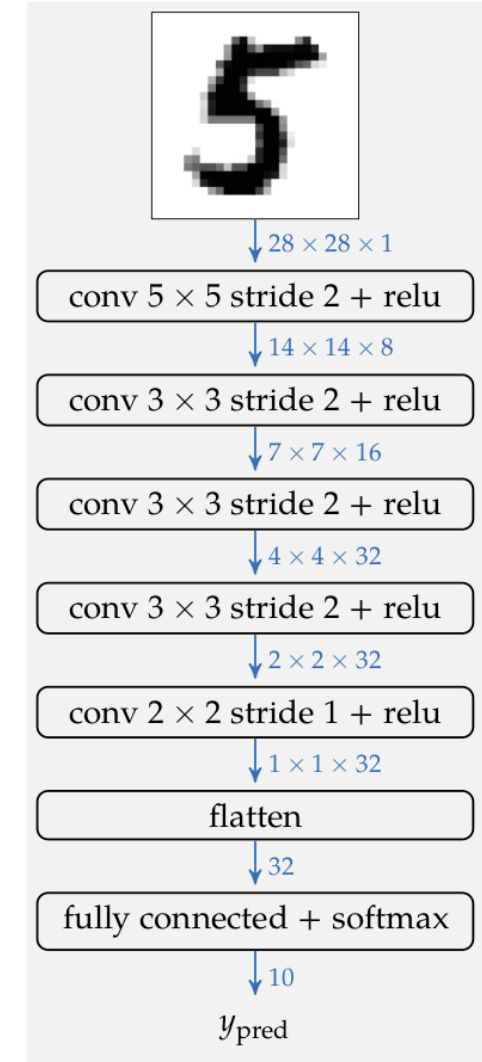 5
28 × 28 × 1
conv 5 × 5 stride 2 + relu
14 × 14 × 8
conv 3 × 3 stride 2 + relu
7 × 7 × 16
conv 3 × 3 stride 2 + relu
4 × 4 × 32
conv 3 × 3 stride 2 + relu
2 × 2 × 32
conv 2 × 2 stride 1 + relu
1 × 1 × 32
flatten
32
fully connected + softmax
10
y_pred